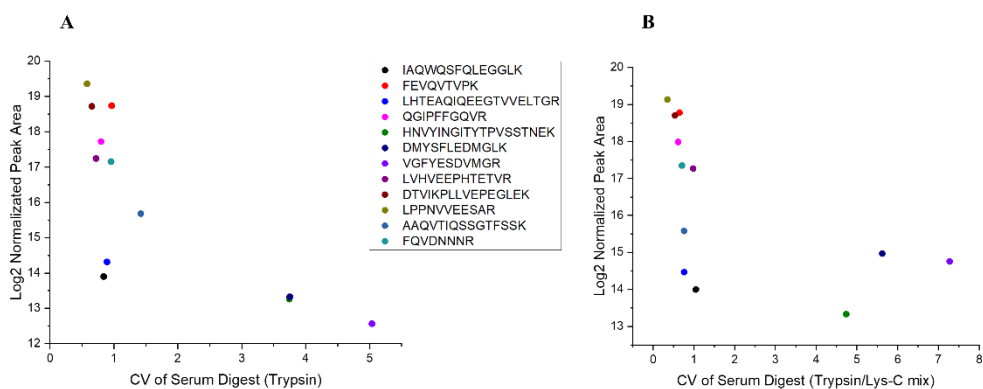 A
B
Log2 Normalizated Peak Area
20
19
18
17
16
15
14
13
12
0
1
2
3
4
5
CV of Serum Digest (Trypsin)
IAQWQSFQLEGGLK
FEVQVTVPK
LHTEAQIQEEGTVVELTGR
QGIPFFGQVR
HNVYINGITYTPVSSTNEK
DMYSFLEDMGLK
VGFYESDVMGR
LVHVEEPHTETVR
DTVIKPLLVEPEGLEK
LPPNVVEESAR
AAQVTIQSSGTFSSK
FQVDNNNR
Log2 Normalized Peak Area
20
19
18
17
16
15
14
13
0
1
2
3
4
5
6
7
8
CV of Serum Digest (Trypsin/Lys-C mix)